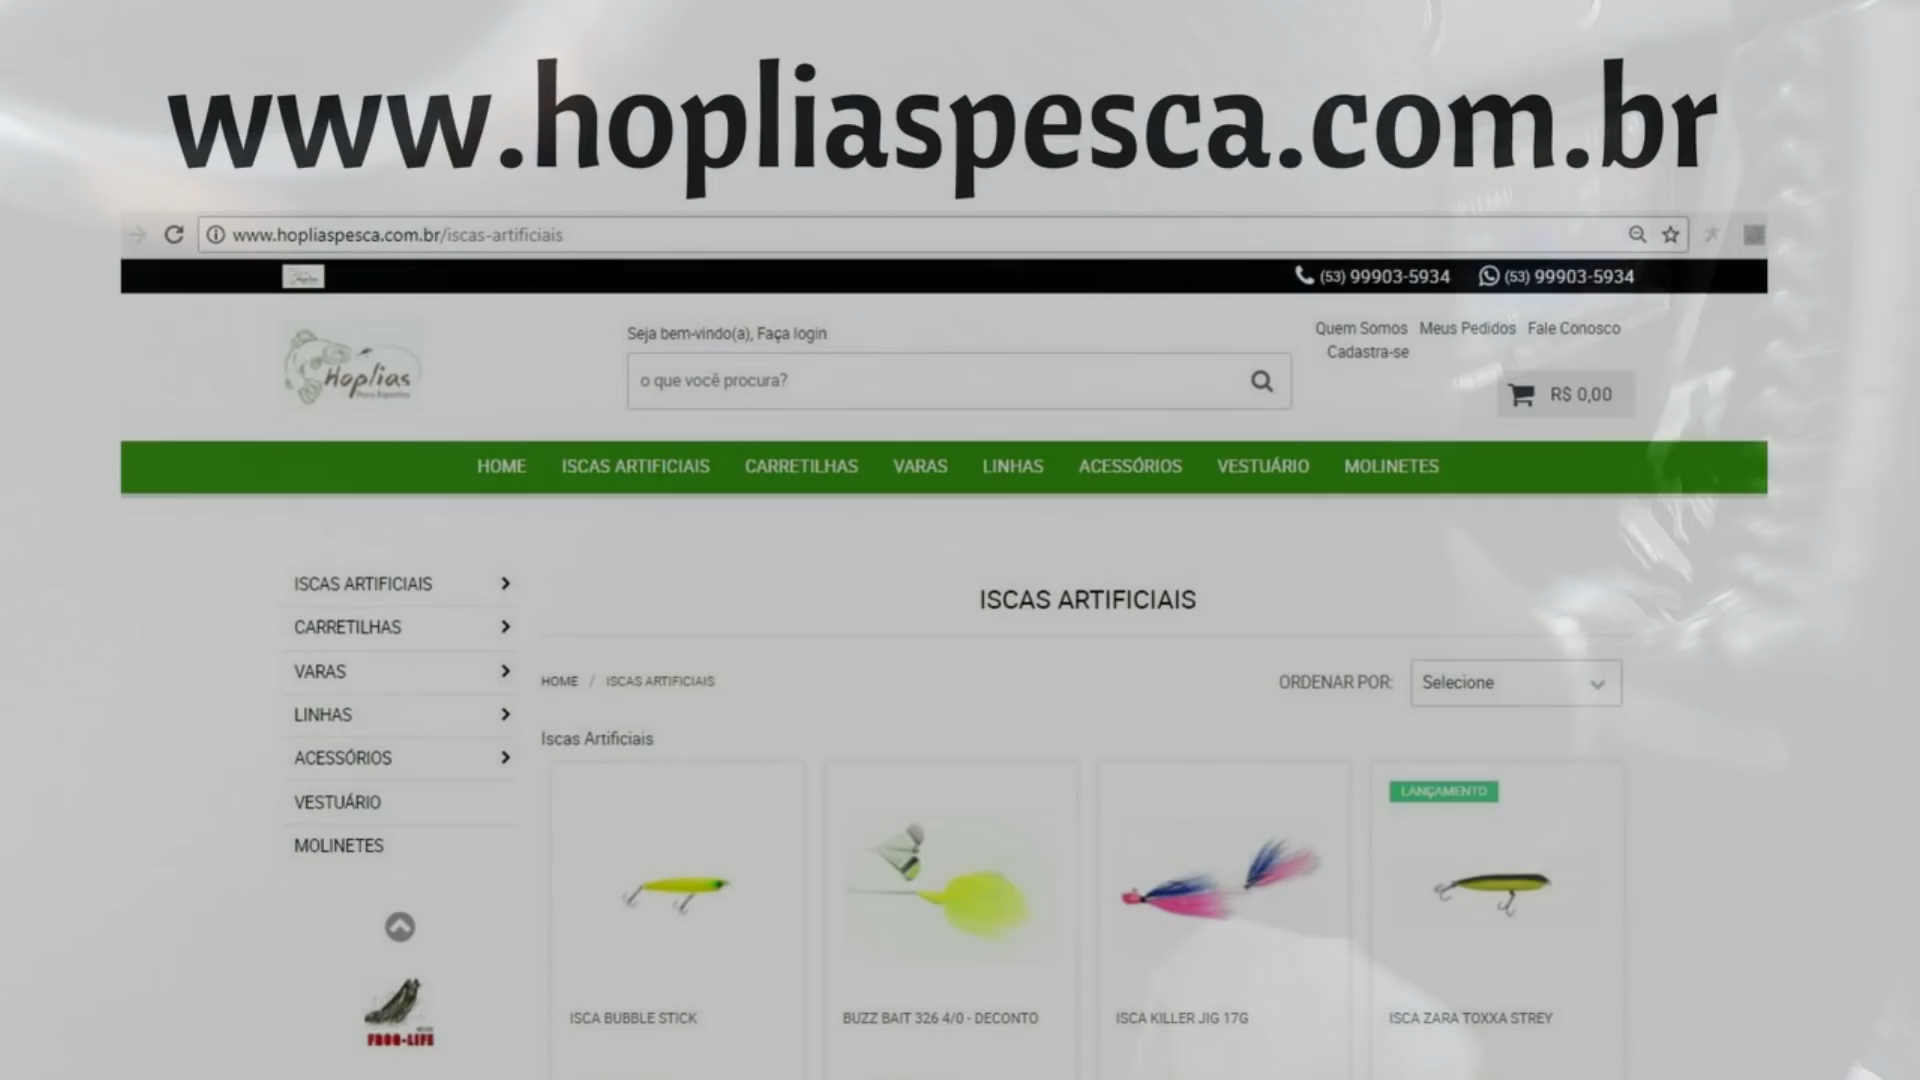 www.hopliaspesca.com.br
www.hopliaspesca.com.br/iscas-artificiais
(53) 99903-5934 (53) 99903-5934
Hoplias
Seja bem-vindo(a), Faça login
Quem Somos Meus Pedidos Fale Conosco
Cadastra-se
o que você procura?
R$ 0,00
HOME ISCAS ARTIFICIAIS CARRETILHAS VARAS LINHAS ACESSÓRIOS VESTUÁRIO MOLINETES
ISCAS ARTIFICIAIS
CARRETILHAS
VARAS
LINHAS
ACESSÓRIOS
VESTUÁRIO
MOLINETES
FROG-LIFE
ISCAS ARTIFICIAIS
HOME / ISCAS ARTIFICIAIS
ORDENAR POR: Selecione
Iscas Artificiais
LANÇAMENTO
ISCA BUBBLE STICK
BUZZ BAIT 326 4/0 - DECONTO
ISCA KILLER JIG 17G
ISCA ZARA TOXXA STREY